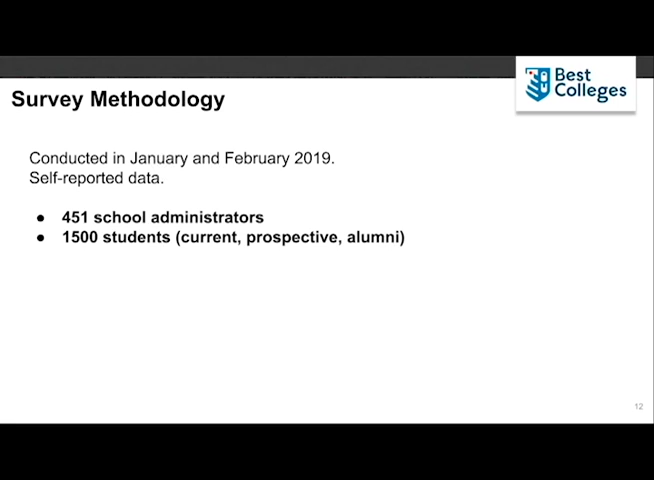 Best
Colleges
Survey Methodology
Conducted in January and February 2019.
Self-reported data.
● 451 school administrators
● 1500 students (current, prospective, alumni)
12